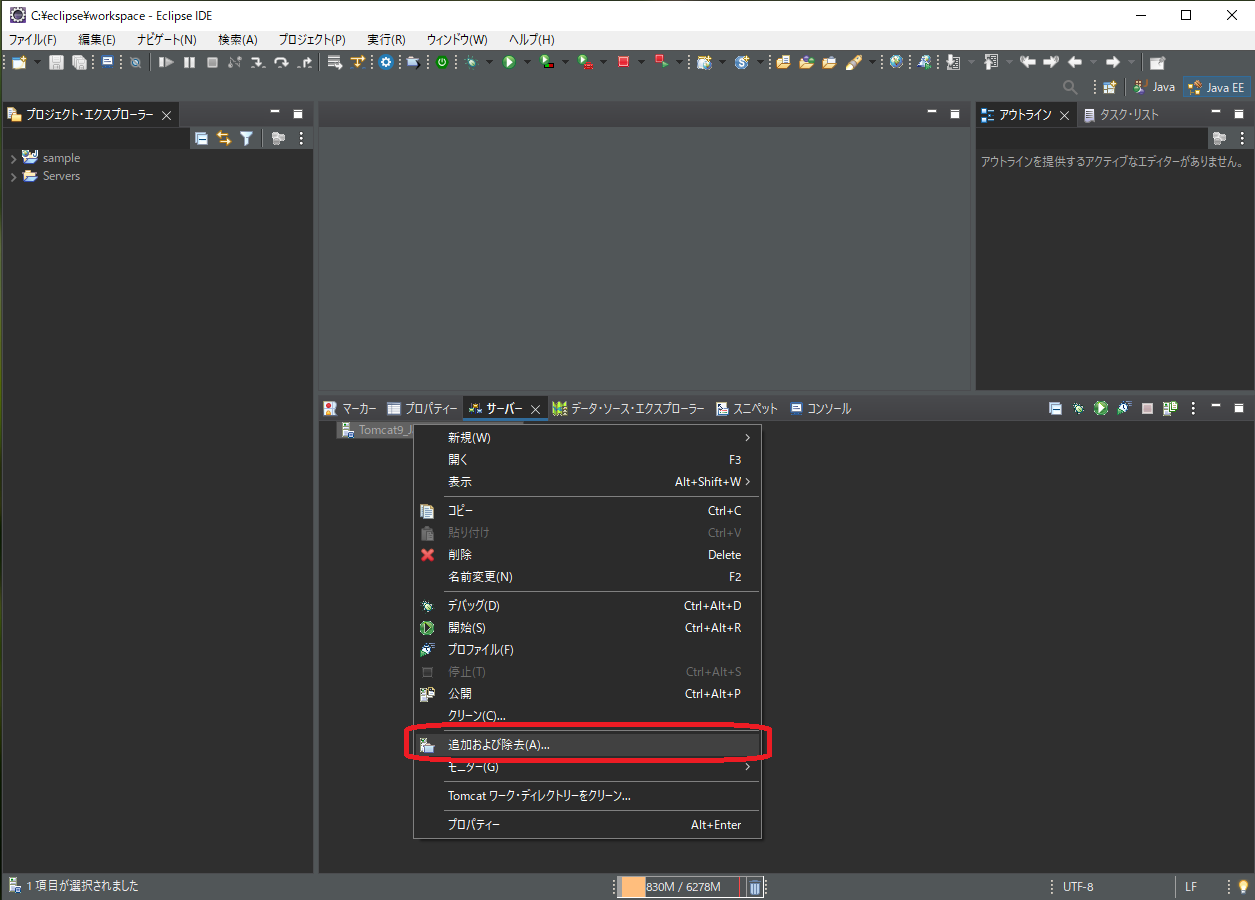 C:¥eclipse¥workspace - Eclipse IDE
ファイル(F) 編集(E) ナビゲート(N) 検索(A) プロジェクト(P) 実行(R) ウィンドウ(W) ヘルプ(H)
Java Java EE
プロジェクト・エクスプローラー
アウトライン タスク・リスト
sample
Servers
アウトラインを提供するアクティブなエディターがありません。
マーカー プロパティー サーバー データ・ソース・エクスプローラー スニペット コンソール
Tomcat9_J
新規(W)
開く F3
表示 Alt+Shift+W
コピー Ctrl+C
貼り付け Ctrl+V
削除 Delete
名前変更(N) F2
デバッグ(D) Ctrl+Alt+D
開始(S) Ctrl+Alt+R
プロファイル(F)
停止(T) Ctrl+Alt+S
公開 Ctrl+Alt+P
クリーン(C)...
追加および除去(A)...
モニター(G)
Tomcat ワーク・ディレクトリーをクリーン...
プロパティー Alt+Enter
1 項目が選択されました 830M / 6278M UTF-8 LF